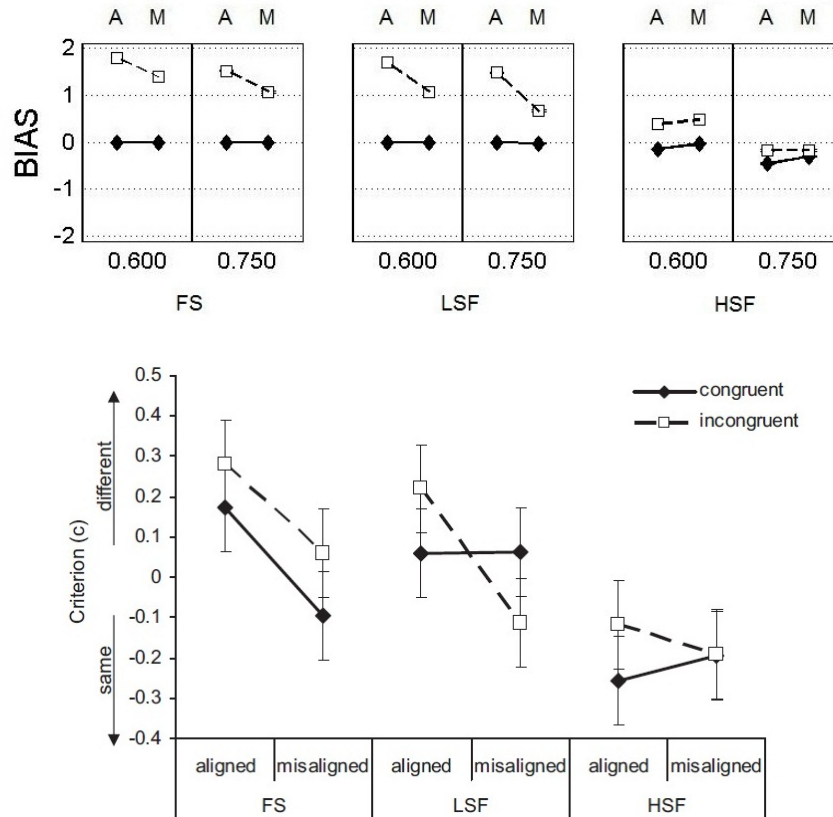 A M A M A M A M A M A M
2
1
0
-1
-2
BIAS
0.600 0.750 0.600 0.750 0.600 0.750
FS LSF HSF
0.5
0.4
0.3
0.2
0.1
0
-0.1
-0.2
-0.3
-0.4
different
Criterion (c)
same
congruent
incongruent
aligned misaligned aligned misaligned aligned misaligned
FS LSF HSF